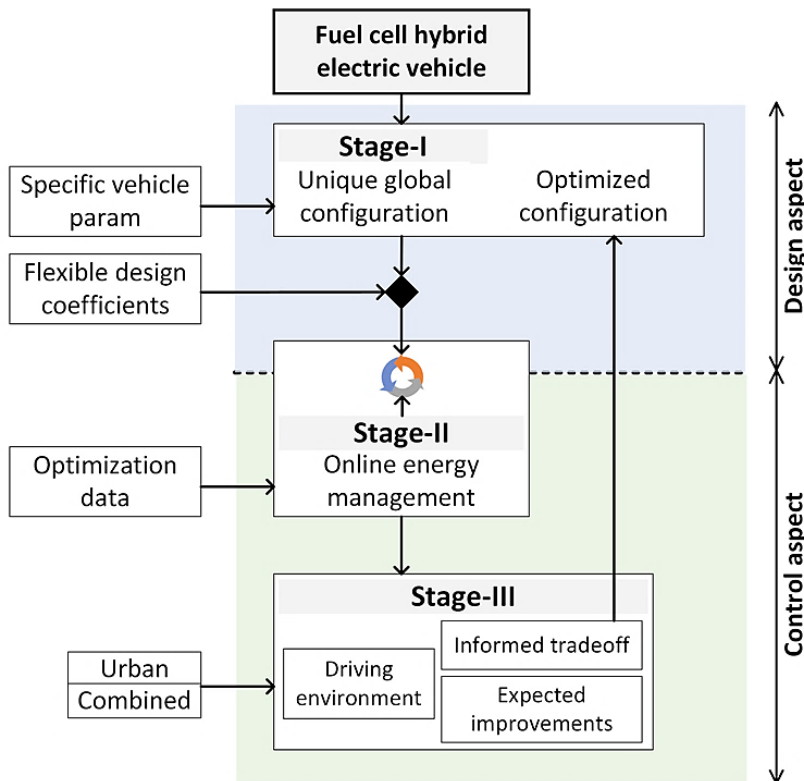 Fuel cell hybrid
electric vehicle
Stage-I
Unique global
configuration
Optimized
configuration
Specific vehicle
param
Flexible design
coefficients
Stage-II
Online energy
management
Optimization
data
Stage-III
Driving
environment
Informed tradeoff
Expected
improvements
Urban
Combined
Design aspect
Control aspect